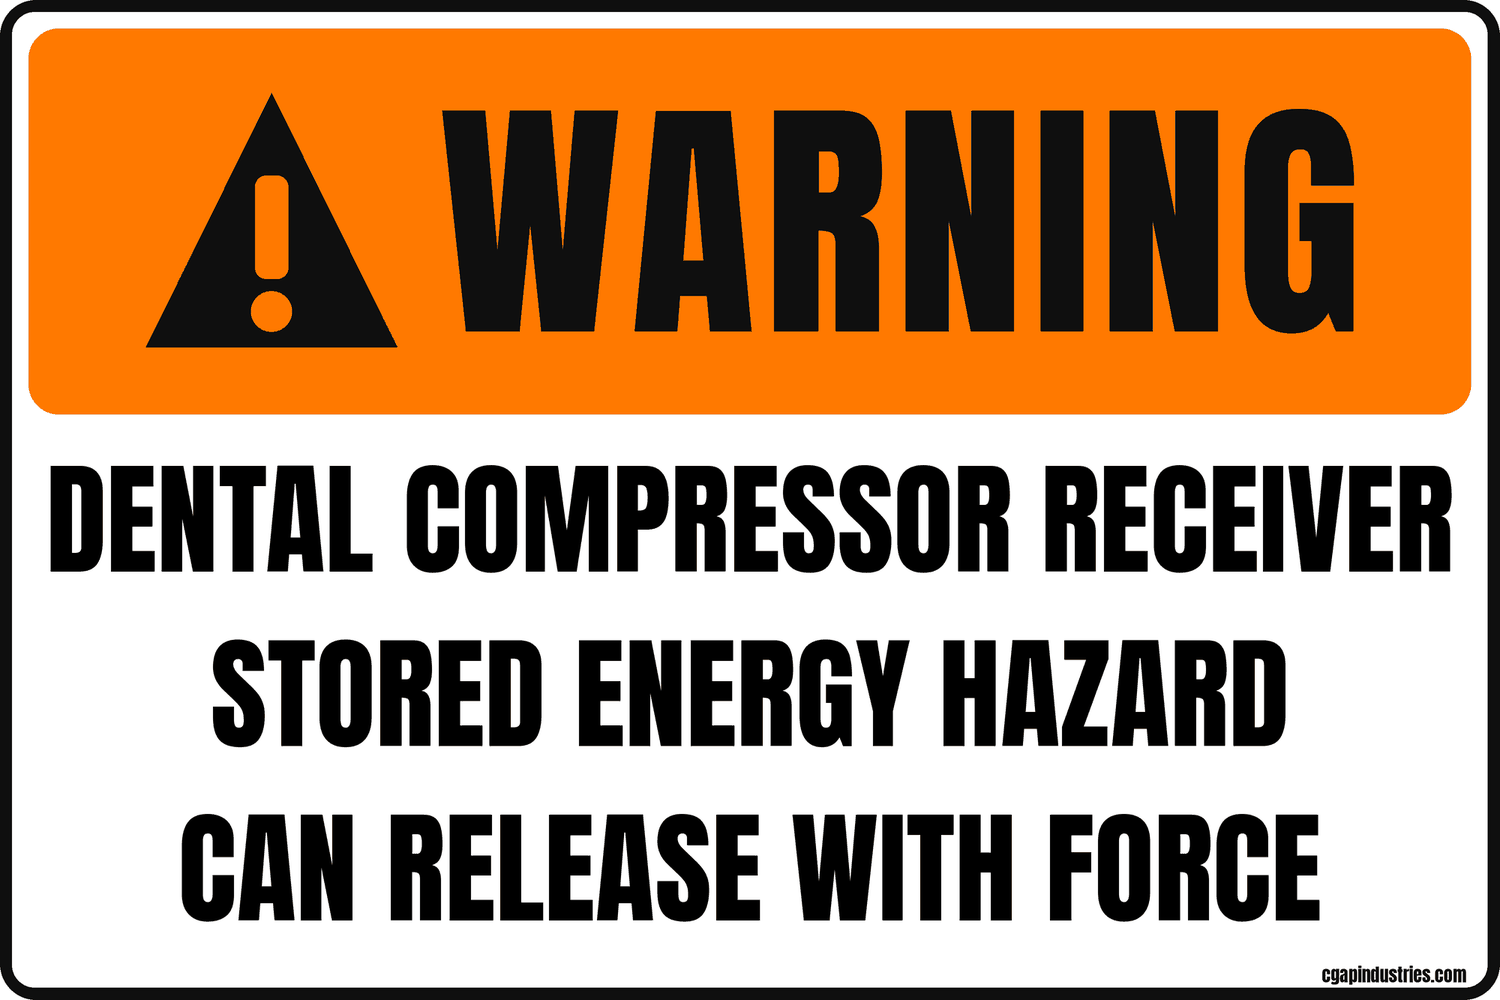 WARNING
DENTAL COMPRESSOR RECEIVER
STORED ENERGY HAZARD
CAN RELEASE WITH FORCE
cgapindustries.com